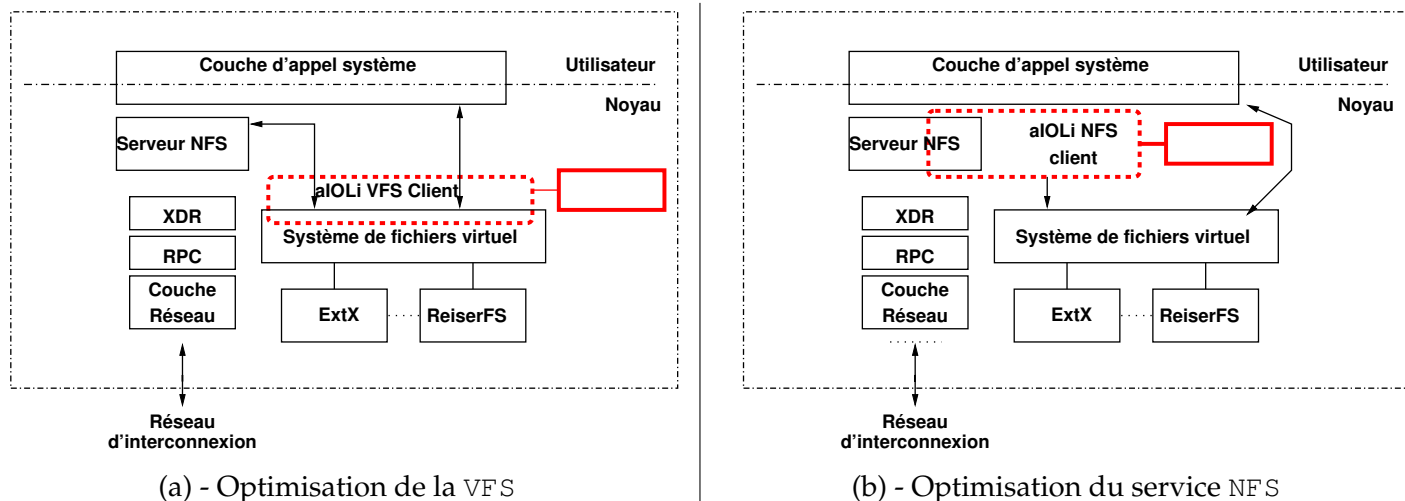 Couche d'appel système
Utilisateur
Noyau
Serveur NFS
aIOLi VFS Client
XDR
Système de fichiers virtuel
RPC
Couche
Réseau
ExtX
ReiserFS
Réseau
d'interconnexion
(a) - Optimisation de la VFS
Couche d'appel système
Utilisateur
Noyau
Serveur NFS
aIOLi NFS
client
XDR
Système de fichiers virtuel
RPC
Couche
Réseau
ExtX
ReiserFS
Réseau
d'interconnexion
(b) - Optimisation du service NFS